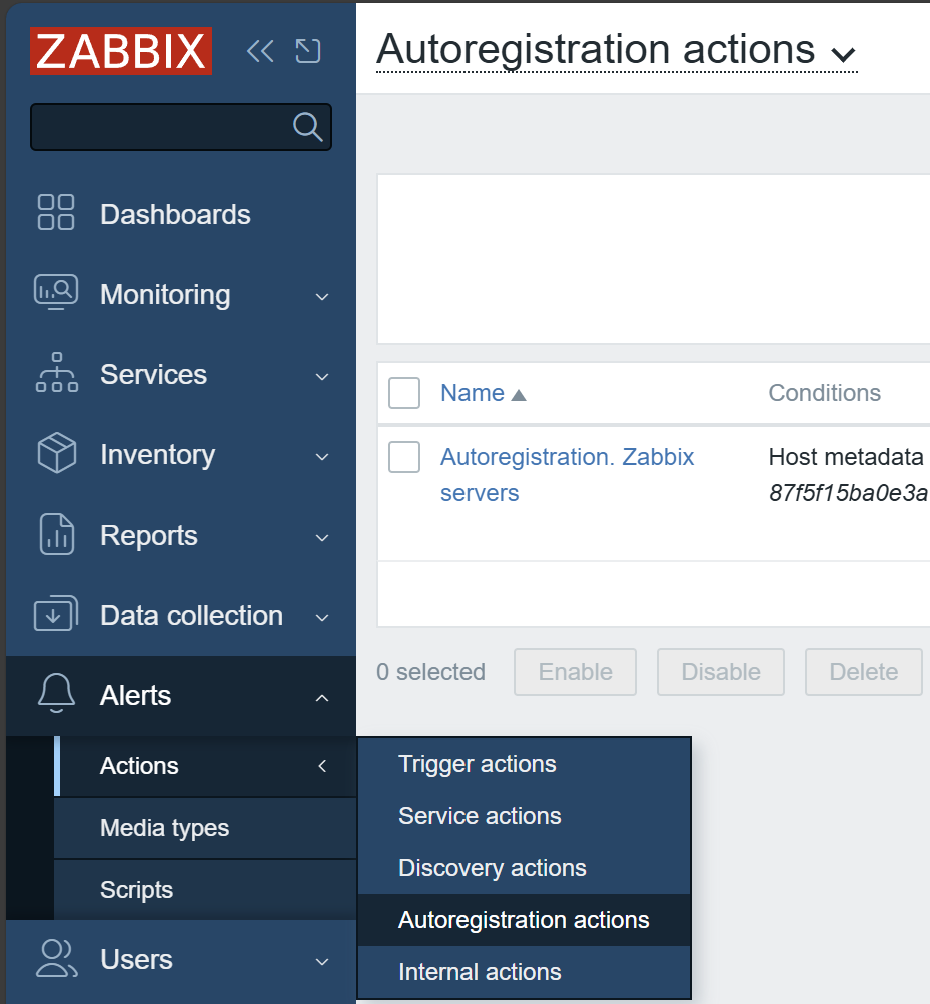 ZABBIX
Autoregistration actions
Dashboards
Monitoring
Services
Inventory
Reports
Data collection
Alerts
Actions
Media types
Scripts
Users
Name
Conditions
Autoregistration. Zabbix
servers
Host metadata
87f5f15ba0e3a
0 selected
Enable
Disable
Delete
Trigger actions
Service actions
Discovery actions
Autoregistration actions
Internal actions